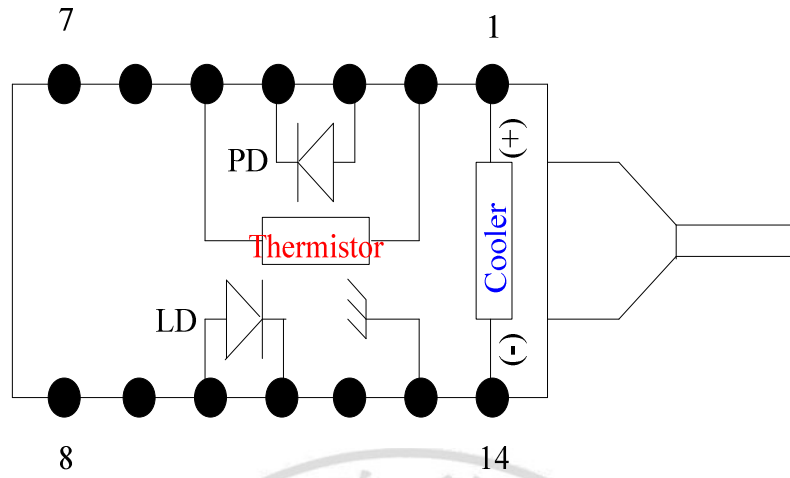 7
1
(+)
PD
Thermistor
Cooler
LD
(-)
8
14